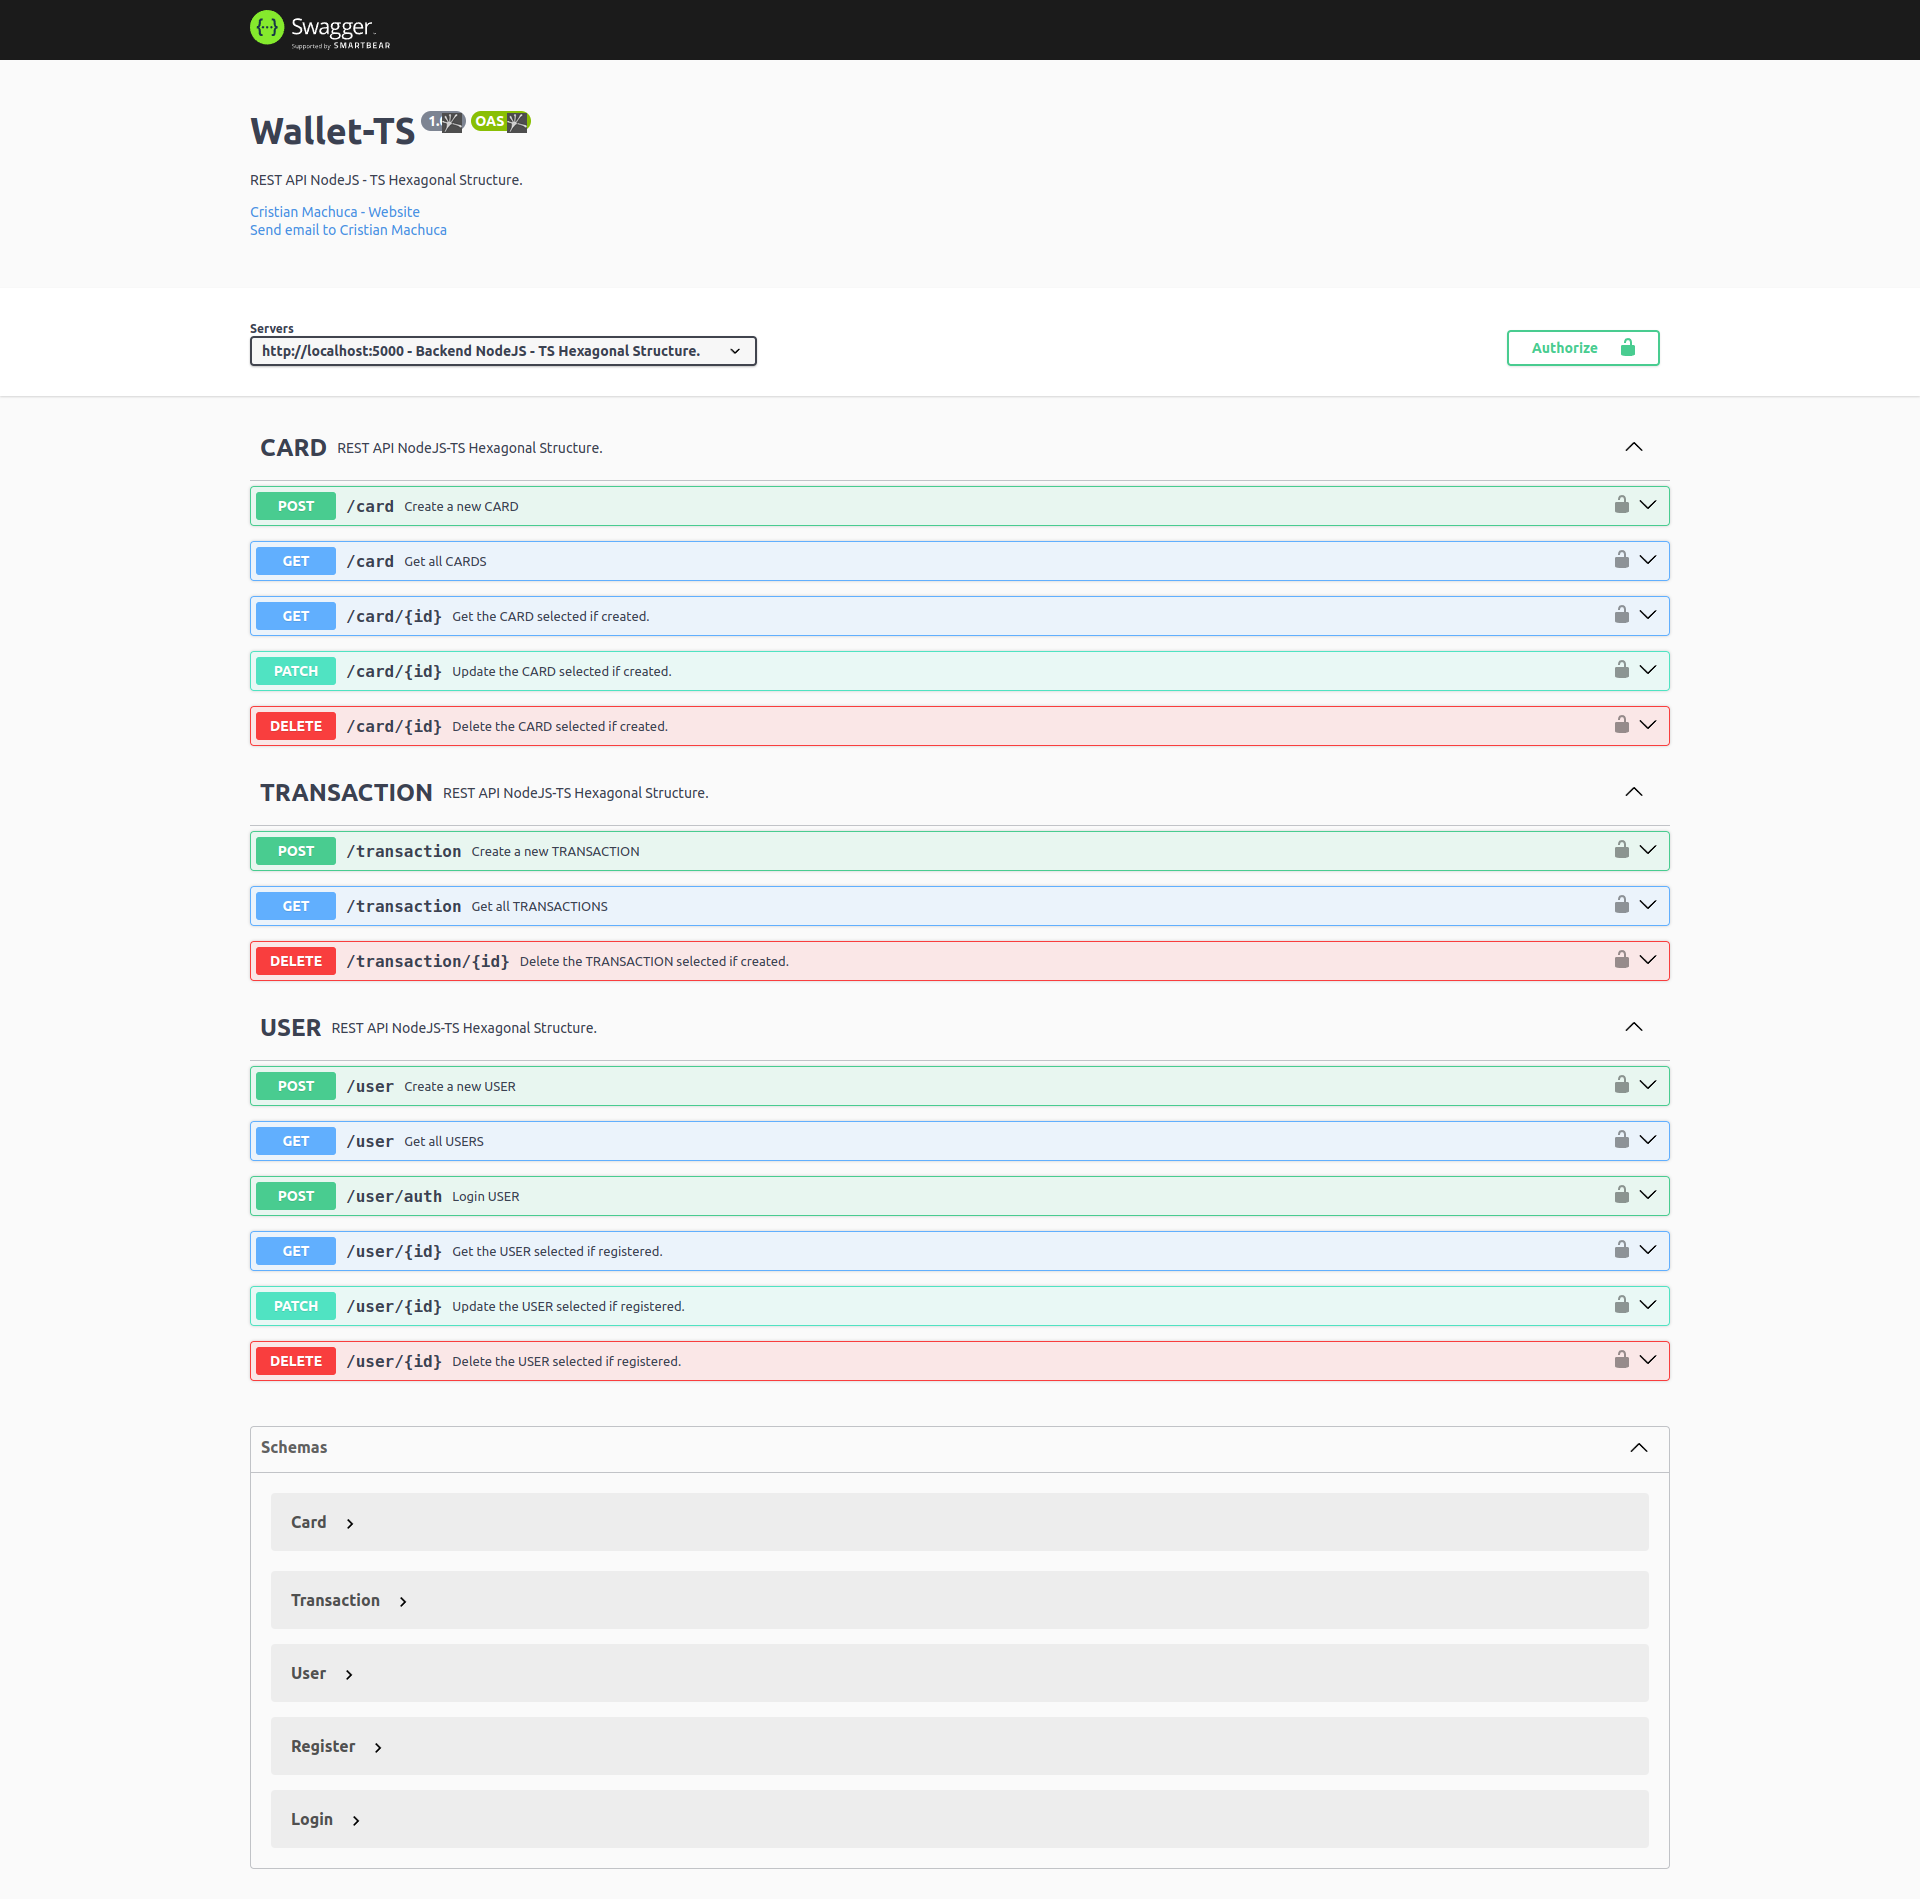 Swagger
Supported by SMARTBEAR
Wallet-TS OAS
REST API NodeJS - TS Hexagonal Structure.
Cristian Machuca - Website
Send email to Cristian Machuca
Servers
http://localhost:5000 - Backend NodeJS - TS Hexagonal Structure.
Authorize
CARD REST API NodeJS-TS Hexagonal Structure.
POST /card Create a new CARD
GET /card Get all CARDS
GET /card/{id} Get the CARD selected if created.
PATCH /card/{id} Update the CARD selected if created.
DELETE /card/{id} Delete the CARD selected if created.
TRANSACTION REST API NodeJS-TS Hexagonal Structure.
POST /transaction Create a new TRANSACTION
GET /transaction Get all TRANSACTIONS
DELETE /transaction/{id} Delete the TRANSACTION selected if created.
USER REST API NodeJS-TS Hexagonal Structure.
POST /user Create a new USER
GET /user Get all USERS
POST /user/auth Login USER
GET /user/{id} Get the USER selected if registered.
PATCH /user/{id} Update the USER selected if registered.
DELETE /user/{id} Delete the USER selected if registered.
Schemas
Card
Transaction
User
Register
Login